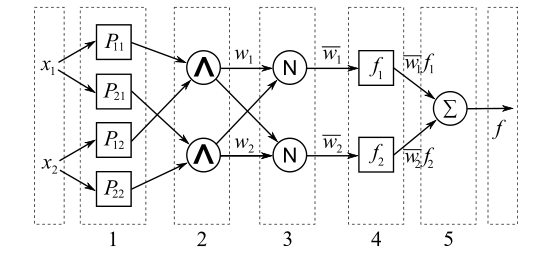 x₁
x₂
P₁₁
P₂₁
P₁₂
P₂₂
Λ
Λ
w₁
w₂
N
N
w̅₁
w̅₂
f₁
f₂
w̅₁f₁
w̅₂f₂
Σ
f
1 2 3 4 5